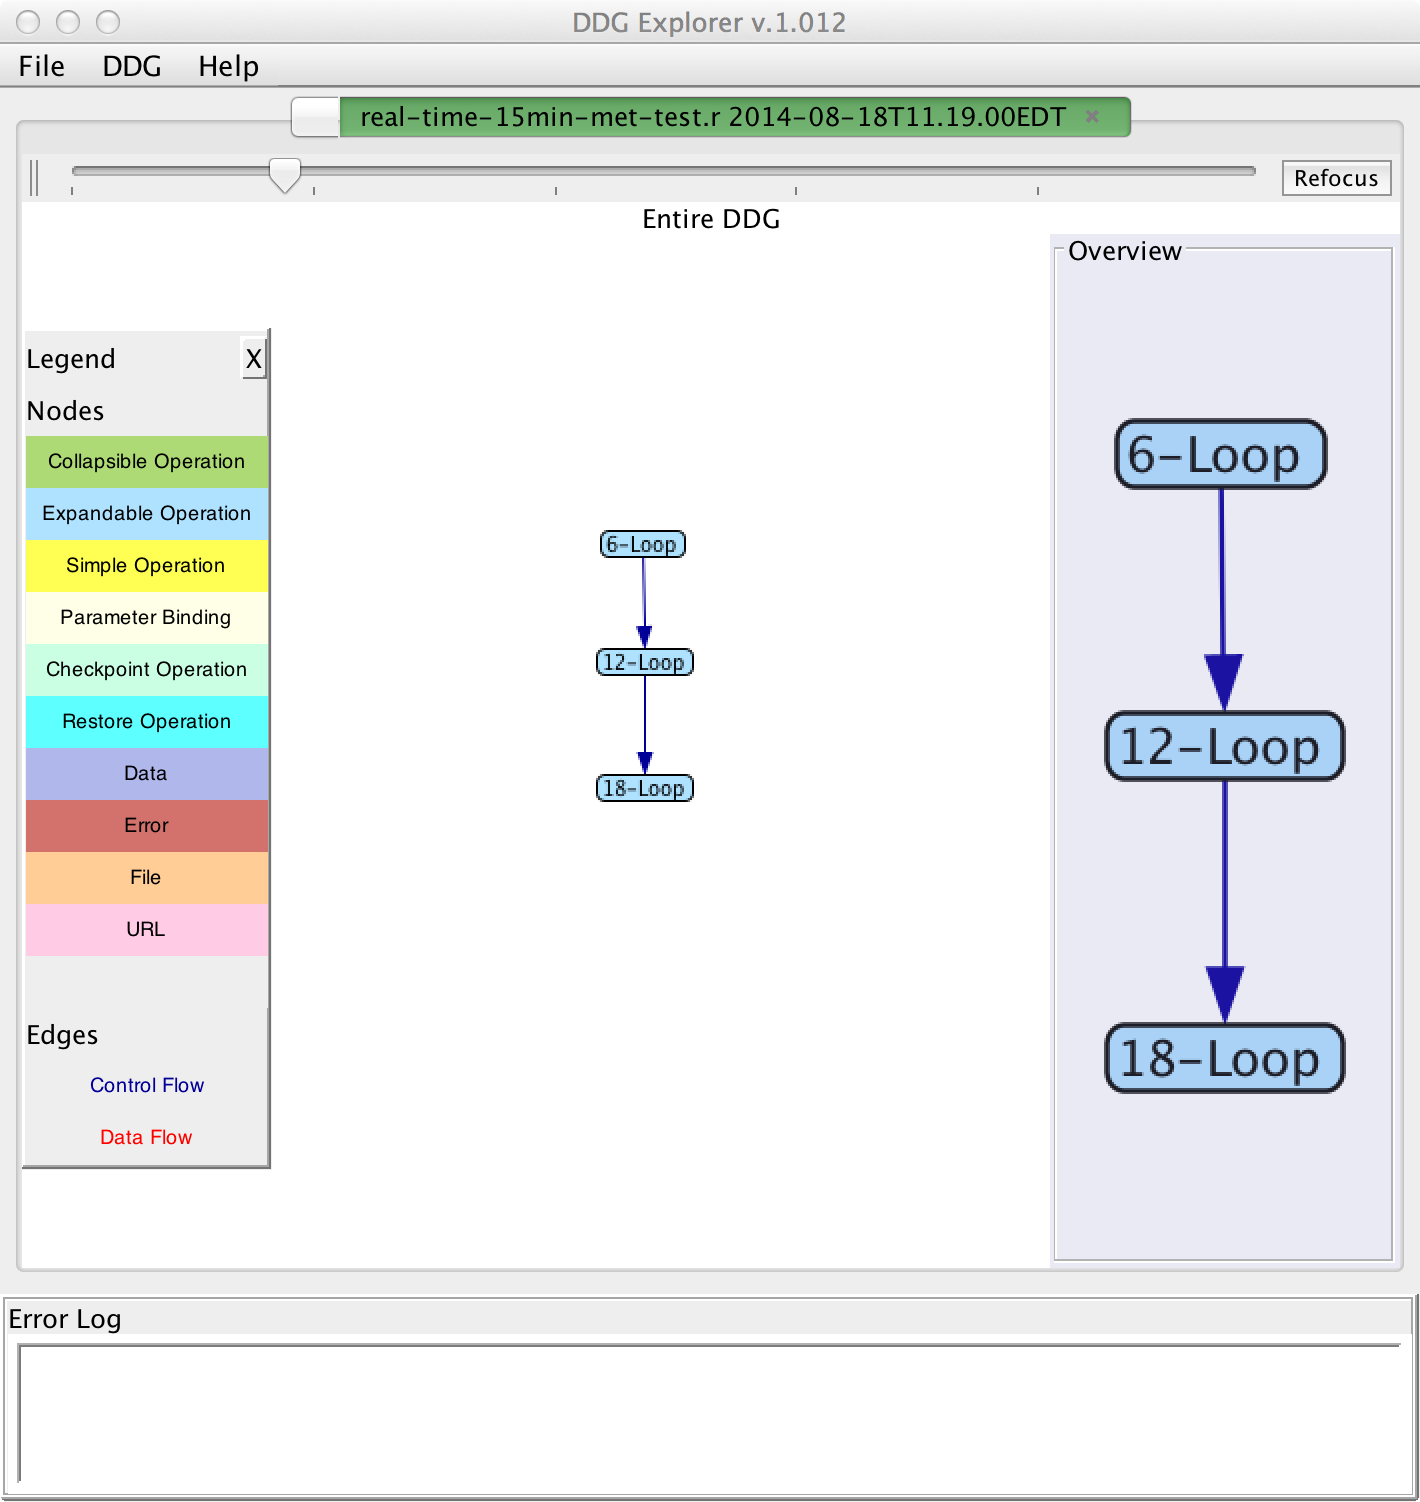 DDG Explorer v.1.012
File DDG Help
real-time-15min-met-test.r 2014-08-18T11.19.00EDT
Refocus
Entire DDG
Legend X
Nodes
Collapsible Operation
Expandable Operation
Simple Operation
Parameter Binding
Checkpoint Operation
Restore Operation
Data
Error
File
URL
Edges
Control Flow
Data Flow
6-Loop
12-Loop
18-Loop
Overview
6-Loop
12-Loop
18-Loop
Error Log